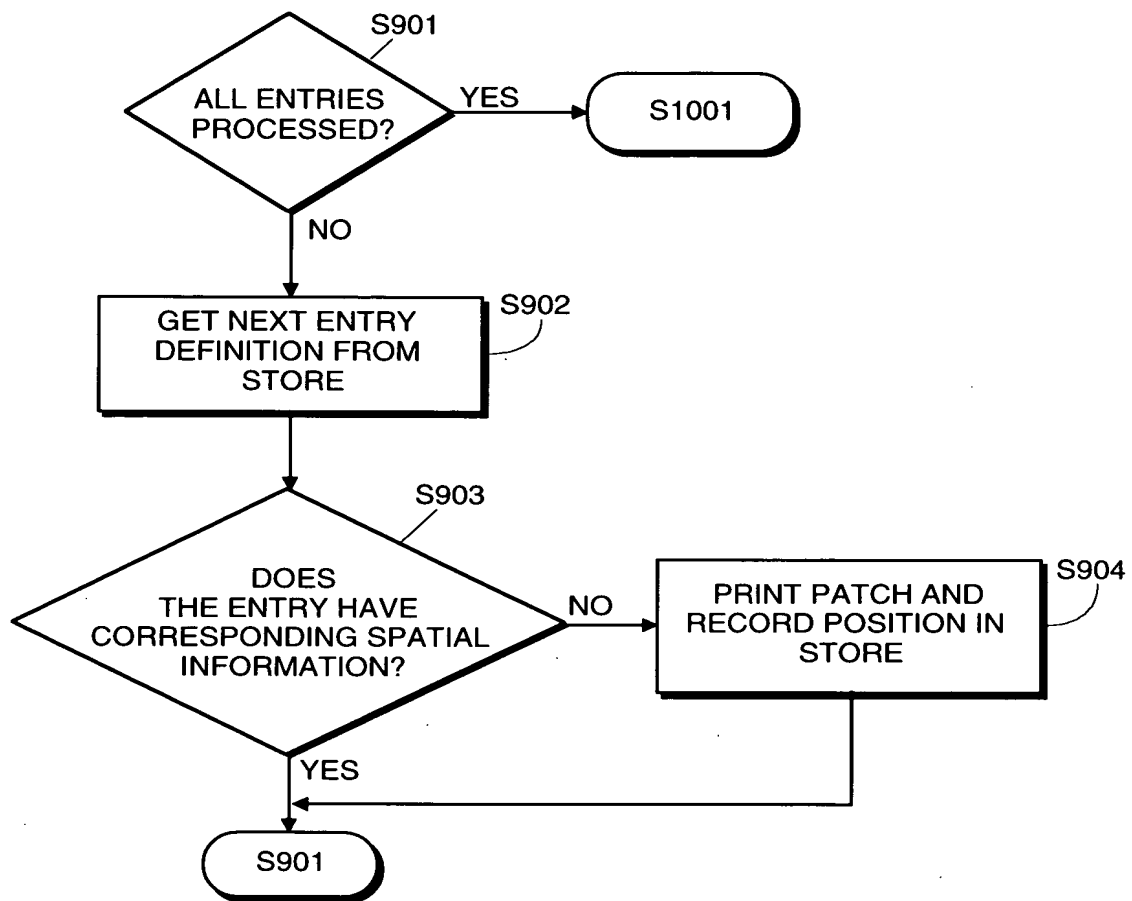 S901
ALL ENTRIES
PROCESSED?
YES
S1001
NO
S902
GET NEXT ENTRY
DEFINITION FROM
STORE
S903
DOES
THE ENTRY HAVE
CORRESPONDING SPATIAL
INFORMATION?
NO
S904
PRINT PATCH AND
RECORD POSITION IN
STORE
YES
S901